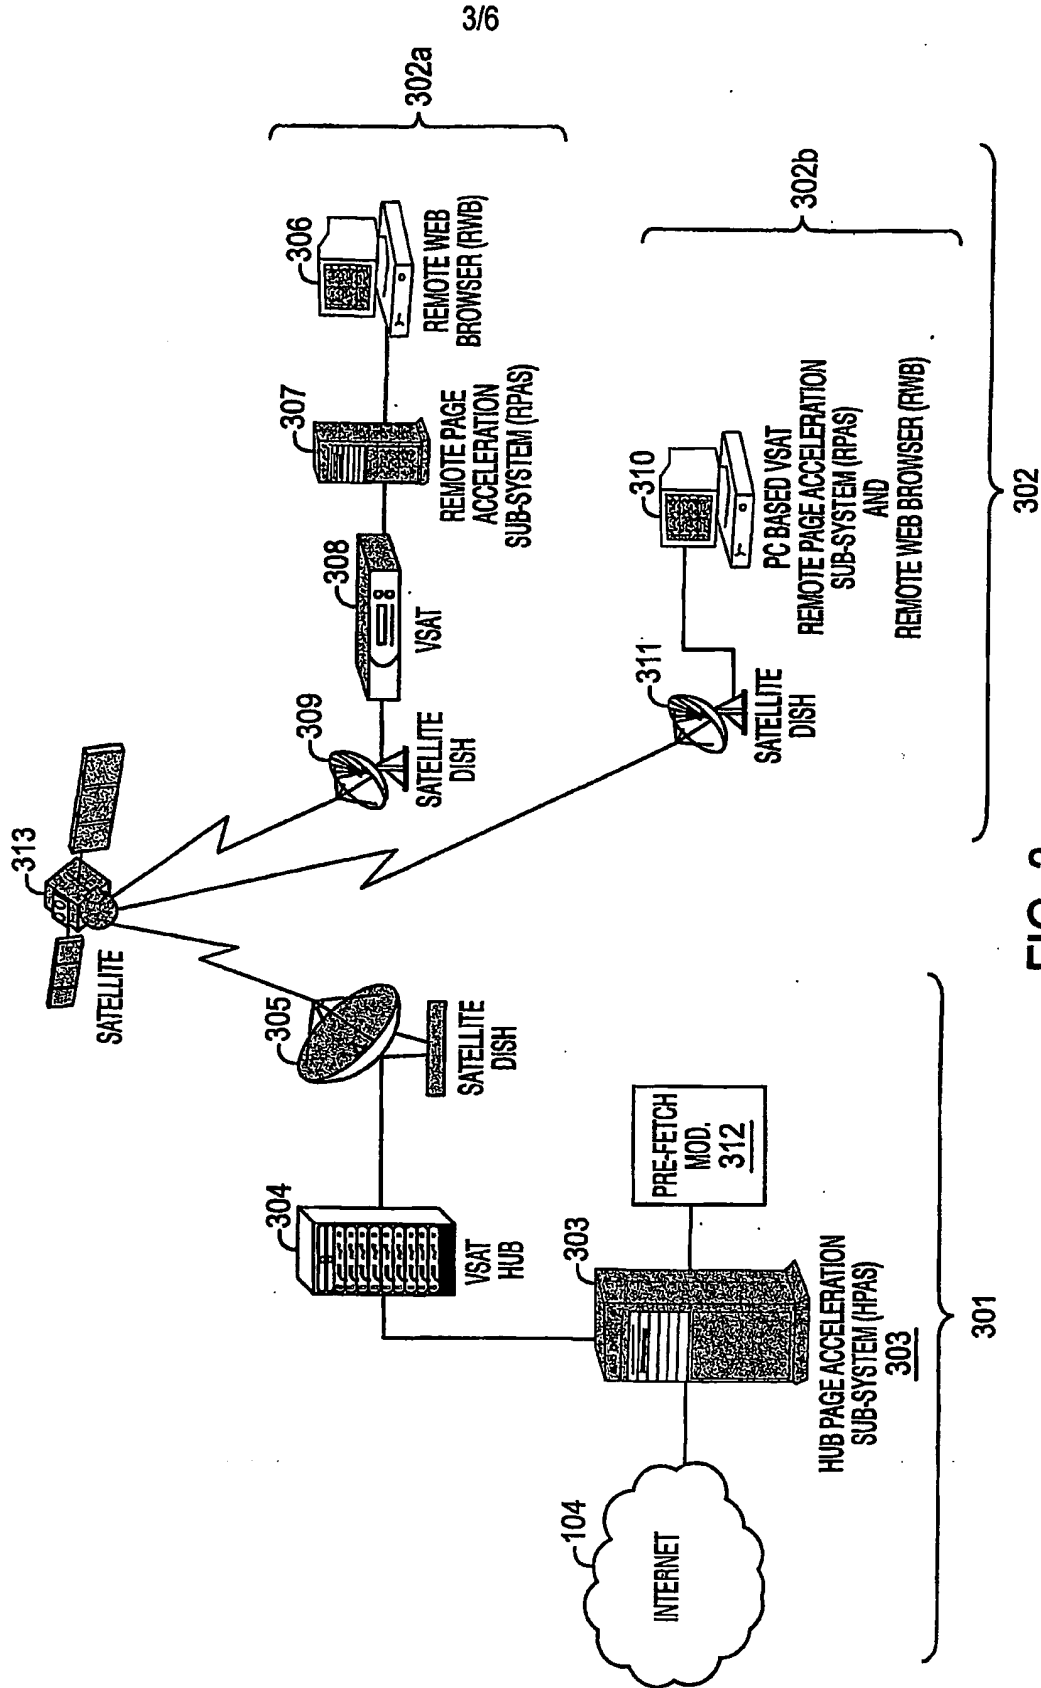 3/6
313
SATELLITE
309
SATELLITE
DISH
308
VSAT
307
REMOTE PAGE
ACCELERATION
SUB-SYSTEM (RPAS)
306
REMOTE WEB
BROWSER (RWB)
302a
305
SATELLITE
DISH
304
VSAT
HUB
311
SATELLITE
DISH
310
PC BASED VSAT
REMOTE PAGE ACCELERATION
SUB-SYSTEM (RPAS)
AND
REMOTE WEB BROWSER (RWB)
302b
302
104
INTERNET
303
HUB PAGE ACCELERATION
SUB-SYSTEM (HPAS)
303
PRE-FETCH
MOD.
312
301
FIG.